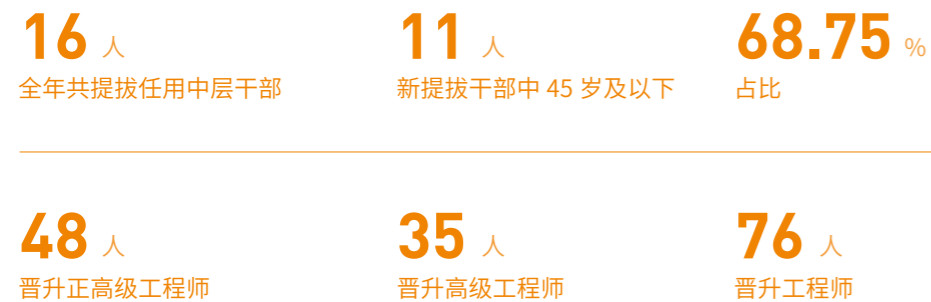 16 人 11 人 68.75 %
全年共提拔任用中层干部 新提拔干部中 45 岁及以下 占比
48 人 35 人 76 人
晋升正高级工程师 晋升高级工程师 晋升工程师